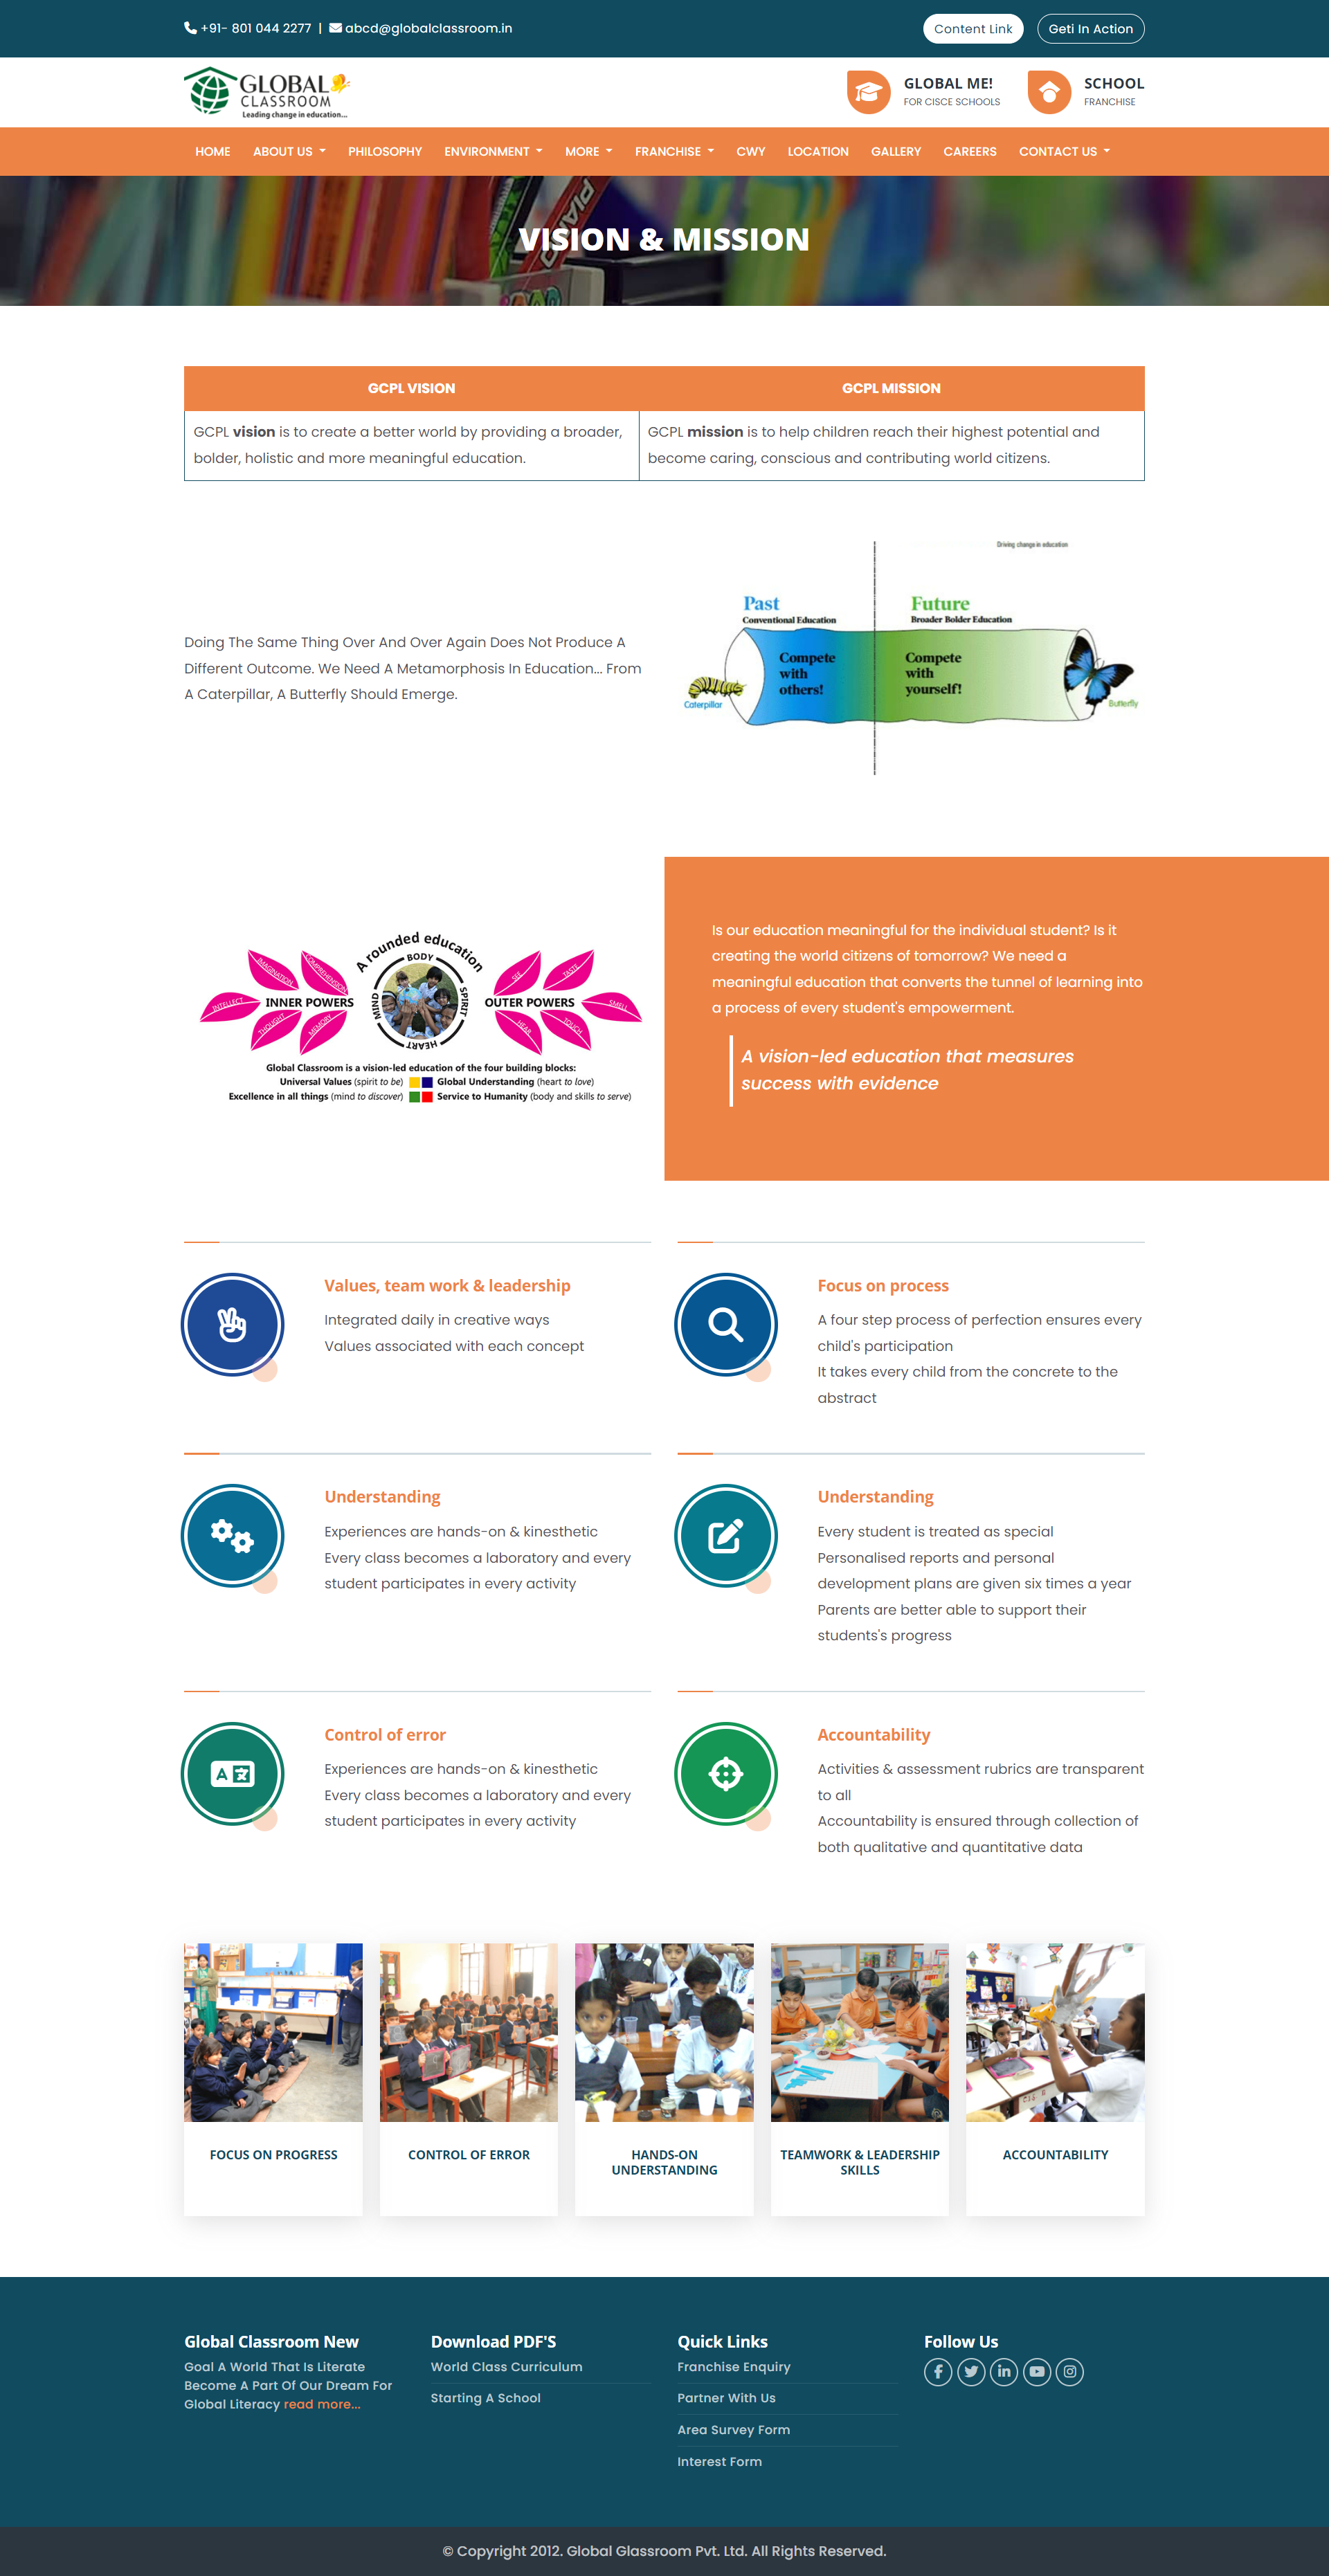 +91- 801 044 2277 | abcd@globalclassroom.in
Content Link
Geti In Action
GLOBAL
CLASSROOM
Leading change in education...
GLOBAL ME!
FOR CISCE SCHOOLS
SCHOOL
FRANCHISE
HOME ABOUT US PHILOSOPHY ENVIRONMENT MORE FRANCHISE CWY LOCATION GALLERY CAREERS CONTACT US
PIAN
VISION & MISSION
GCPL VISION
GCPL MISSION
GCPL vision is to create a better world by providing a broader,
bolder, holistic and more meaningful education.
GCPL mission is to help children reach their highest potential and
become caring, conscious and contributing world citizens.
Doing The Same Thing Over And Over Again Does Not Produce A
Different Outcome. We Need A Metamorphosis In Education... From
A Caterpillar, A Butterfly Should Emerge.
Driving change in education
Past
Conventional Education
Future
Broader Bolder Education
Compete
with
others!
Compete
with
yourself!
Caterpillar
Butterfly
A rounded education
BODY
MIND
SPIRIT
HEART
IMAGINATION
COMPREHENSION
INTELLECT
INNER POWERS
THOUGHT
MEMORY
SEE
TASTE
OUTER POWERS
SMELL
HEAR
TOUCH
Global Classroom is a vision-led education of the four building blocks:
Universal Values (spirit to be) Global Understanding (heart to love)
Excellence in all things (mind to discover) Service to Humanity (body and skills to serve)
Is our education meaningful for the individual student? Is it
creating the world citizens of tomorrow? We need a
meaningful education that converts the tunnel of learning into
a process of every student's empowerment.
A vision-led education that measures
success with evidence
Values, team work & leadership
Integrated daily in creative ways
Values associated with each concept
Focus on process
A four step process of perfection ensures every
child's participation
It takes every child from the concrete to the
abstract
Understanding
Experiences are hands-on & kinesthetic
Every class becomes a laboratory and every
student participates in every activity
Understanding
Every student is treated as special
Personalised reports and personal
development plans are given six times a year
Parents are better able to support their
students's progress
Control of error
Experiences are hands-on & kinesthetic
Every class becomes a laboratory and every
student participates in every activity
Accountability
Activities & assessment rubrics are transparent
to all
Accountability is ensured through collection of
both qualitative and quantitative data
FOCUS ON PROGRESS
CONTROL OF ERROR
HANDS-ON
UNDERSTANDING
TEAMWORK & LEADERSHIP
SKILLS
ACCOUNTABILITY
Global Classroom New
Goal A World That Is Literate
Become A Part Of Our Dream For
Global Literacy read more...
Download PDF'S
World Class Curriculum
Starting A School
Quick Links
Franchise Enquiry
Partner With Us
Area Survey Form
Interest Form
Follow Us
© Copyright 2012. Global Glassroom Pvt. Ltd. All Rights Reserved.